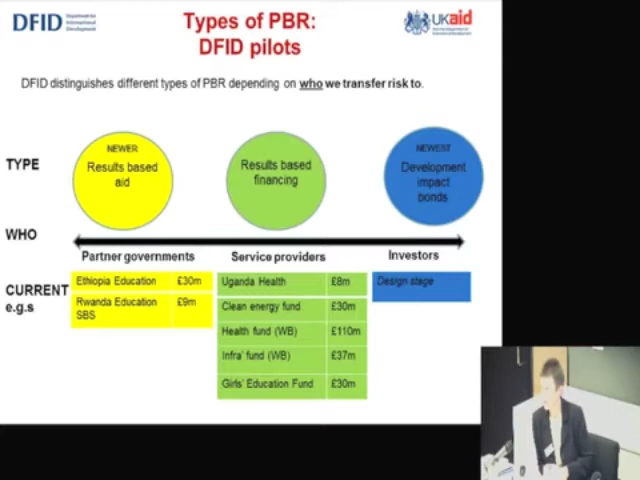 DFID Department for International Development
Types of PBR:
DFID pilots
UKaid
DFID distinguishes different types of PBR depending on who we transfer risk to.
TYPE
NEWER
Results based
aid
Results based
financing
NEWEST
Development
impact
bonds
WHO
Partner governments
Service providers
Investors
CURRENT
e.g.s
Ethiopia Education £30m
Rwanda Education
SBS £9m
Uganda Health £8m
Clean energy fund £30m
Health fund (WB) £110m
Infra' fund (WB) £37m
Girls' Education Fund £30m
Design stage